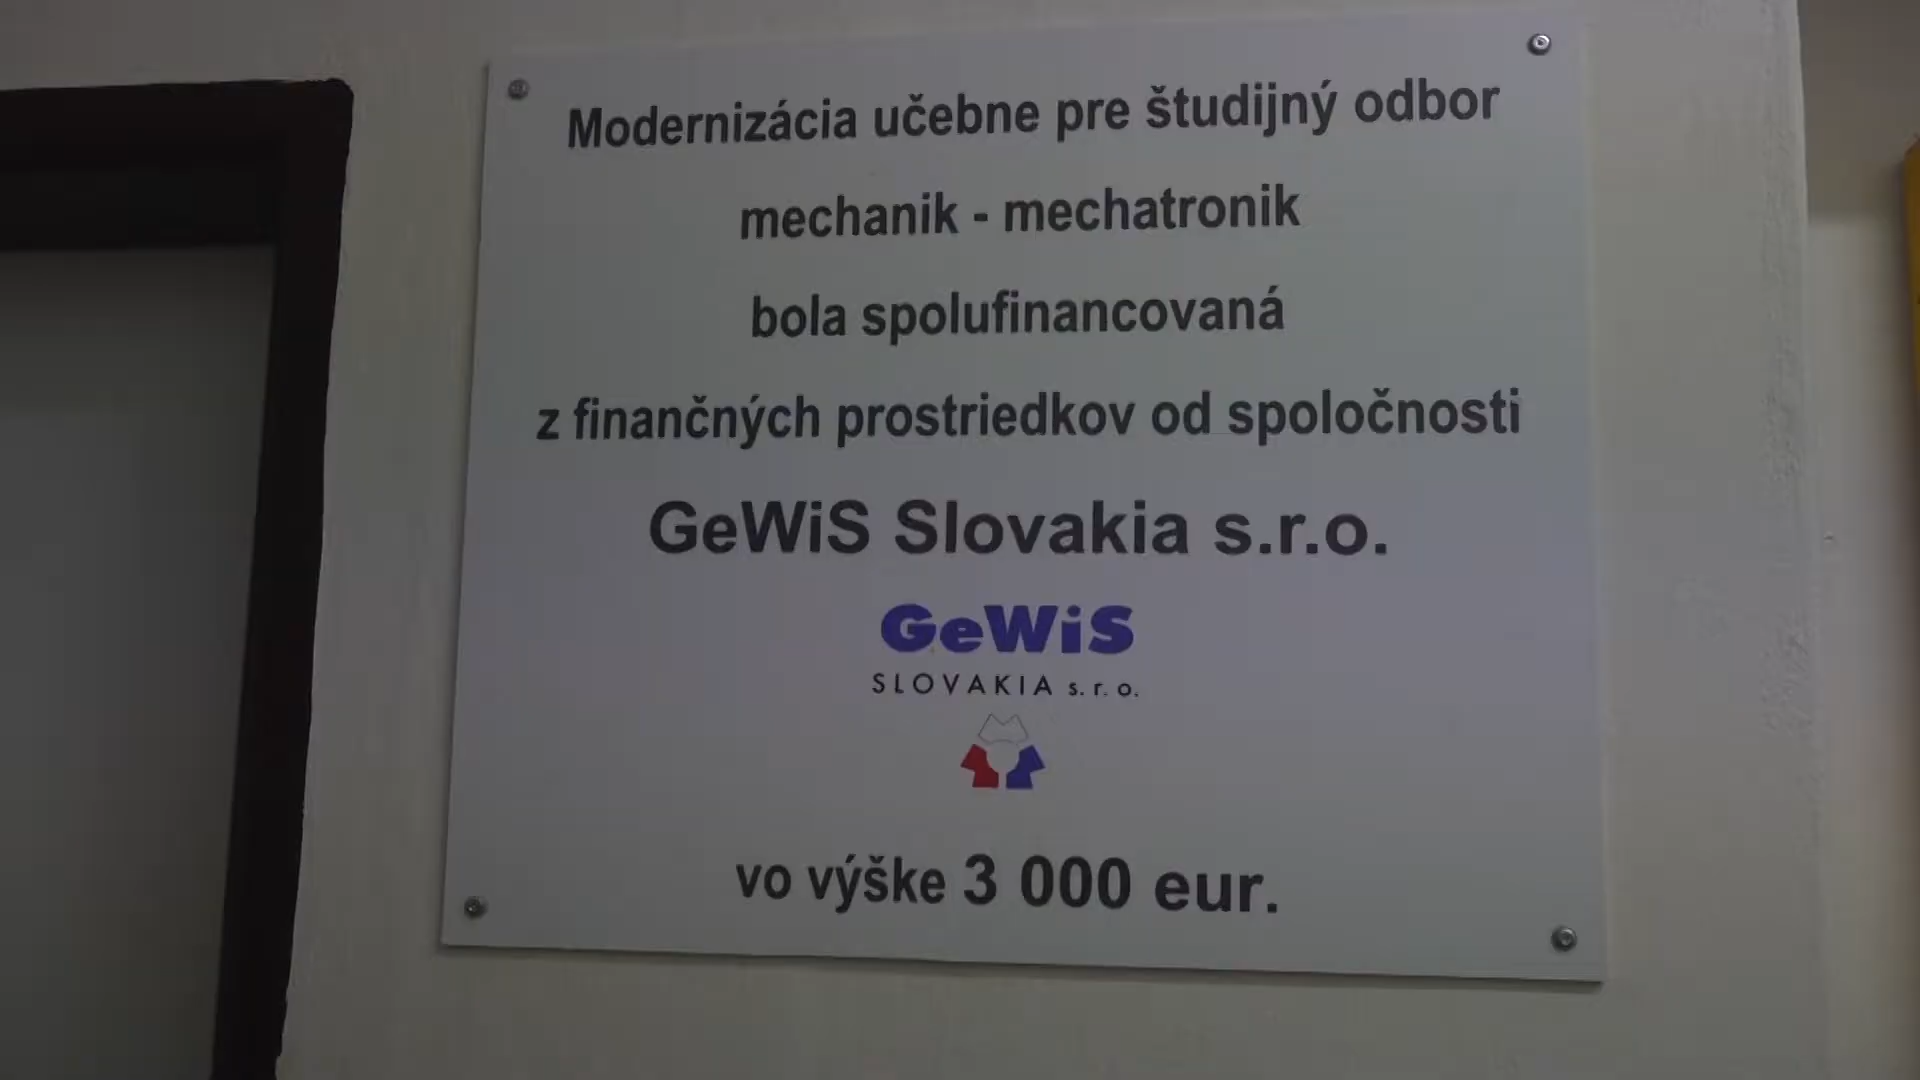 Modernizácia učebne pre študijný odbor
mechanik - mechatronik
bola spolufinancovaná
z finančných prostriedkov od spoločnosti
GeWiS Slovakia s.r.o.
GeWiS
SLOVAKIA s. r. o.
vo výške 3 000 eur.